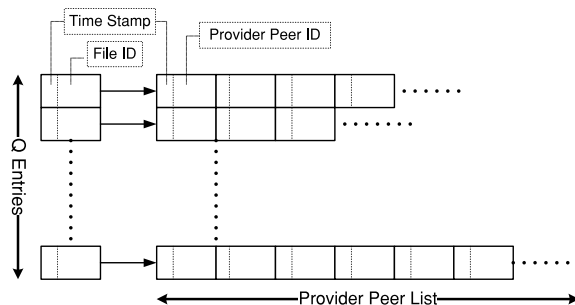 Time Stamp
Provider Peer ID
File ID
Q Entries
Provider Peer List